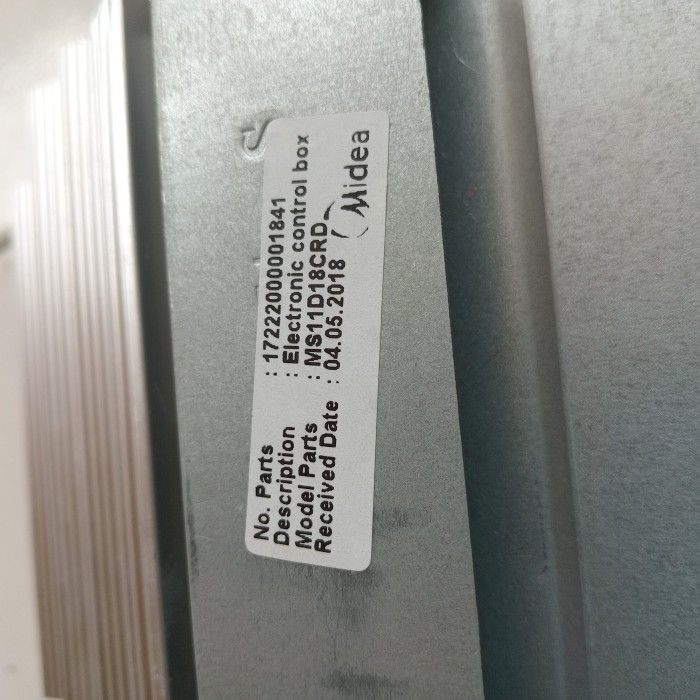 No. Parts : 17222000001841
Description : Electronic control box
Model Parts : MS11D18CRD-
Received Date : 04.05.2018
Midea